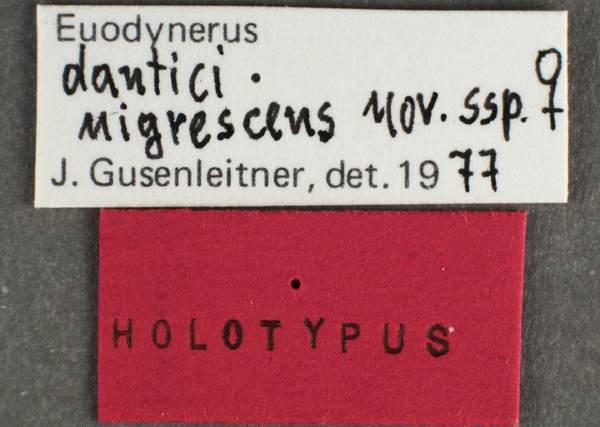 Euodynerus
dantici.
nigrescens nov. ssp. ♀
J. Gusenleitner, det. 1977
HOLOTYPUS